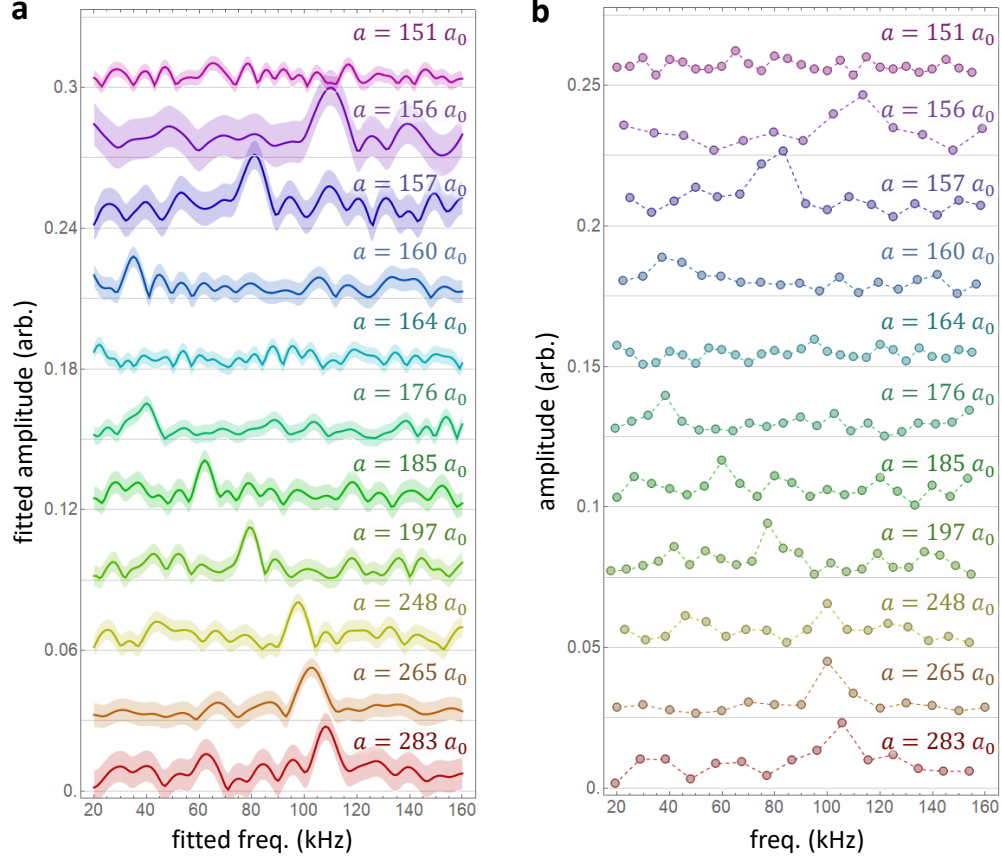 a
fitted amplitude (arb.)
0.3
0.24
0.18
0.12
0.06
0.
a = 151 a₀
a = 156 a₀
a = 157 a₀
a = 160 a₀
a = 164 a₀
a = 176 a₀
a = 185 a₀
a = 197 a₀
a = 248 a₀
a = 265 a₀
a = 283 a₀
20 40 60 80 100 120 140 160
fitted freq. (kHz)
b
amplitude (arb.)
0.25
0.2
0.15
0.1
0.05
0.
a = 151 a₀
a = 156 a₀
a = 157 a₀
a = 160 a₀
a = 164 a₀
a = 176 a₀
a = 185 a₀
a = 197 a₀
a = 248 a₀
a = 265 a₀
a = 283 a₀
20 40 60 80 100 120 140 160
freq. (kHz)